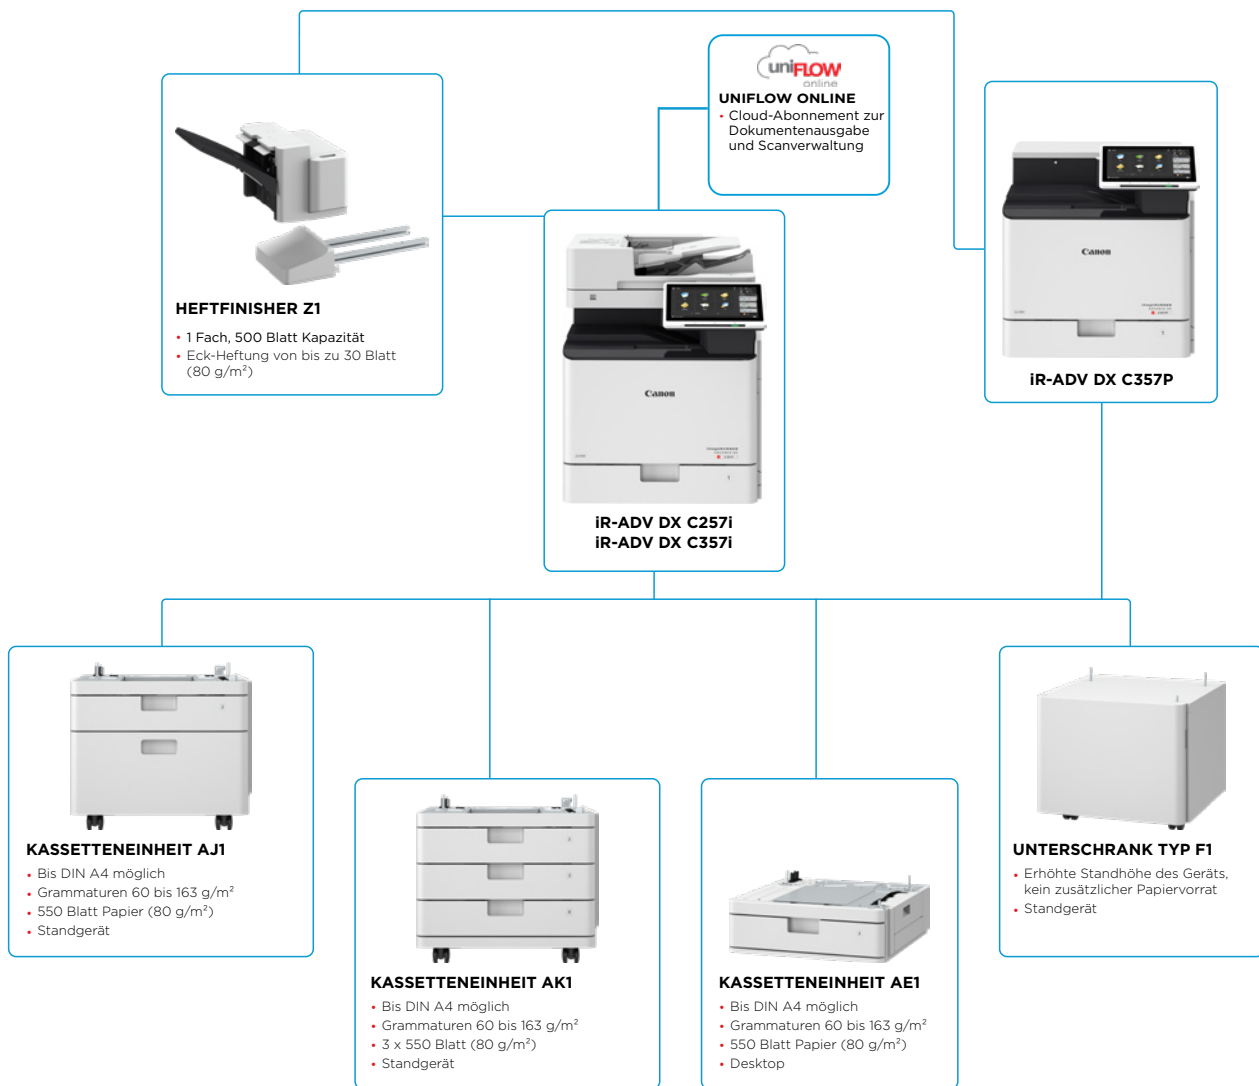 uniFLOW
online
UNIFLOW ONLINE
• Cloud-Abonnement zur
Dokumentenausgabe
und Scanverwaltung
HEFTFINISHER Z1
• 1 Fach, 500 Blatt Kapazität
• Eck-Heftung von bis zu 30 Blatt
(80 g/m²)
Canon
iR-ADV DX C257i
iR-ADV DX C357i
Canon
iR-ADV DX C357P
KASSETTENEINHEIT AJ1
• Bis DIN A4 möglich
• Grammaturen 60 bis 163 g/m²
• 550 Blatt Papier (80 g/m²)
• Standgerät
KASSETTENEINHEIT AK1
• Bis DIN A4 möglich
• Grammaturen 60 bis 163 g/m²
• 3 x 550 Blatt (80 g/m²)
• Standgerät
KASSETTENEINHEIT AE1
• Bis DIN A4 möglich
• Grammaturen 60 bis 163 g/m²
• 550 Blatt Papier (80 g/m²)
• Desktop
UNTERSCHRANK TYP F1
• Erhöhte Standhöhe des Geräts,
kein zusätzlicher Papiervorrat
• Standgerät